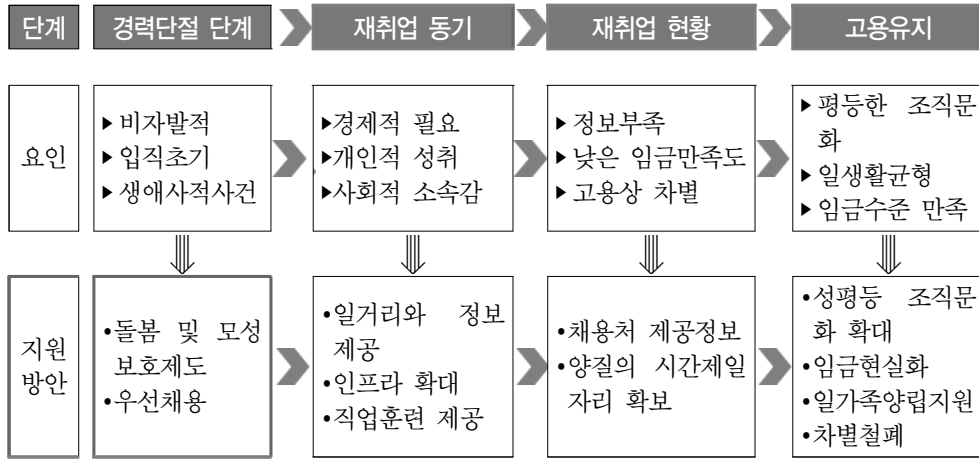 단계
경력단절 단계
재취업 동기
재취업 현황
고용유지
요인
▶비자발적
▶입직초기
▶생애사적사건
▶경제적 필요
▶개인적 성취
▶사회적 소속감
▶정보부족
▶낮은 임금만족도
▶고용상 차별
▶평등한 조직문
화
▶일생활균형
▶임금수준 만족
지원
방안
•돌봄 및 모성
보호제도
•우선채용
•일거리와 정보
제공
•인프라 확대
•직업훈련 제공
•채용처 제공정보
•양질의 시간제일
자리 확보
•성평등 조직문
화 확대
•임금현실화
•일가족양립지원
•차별철폐